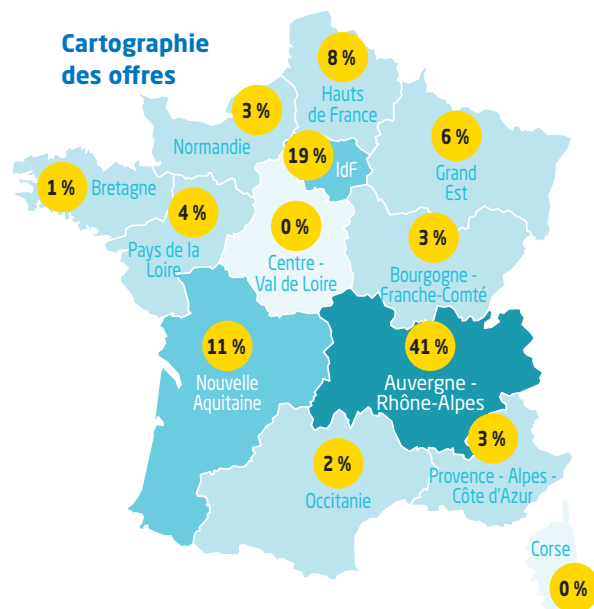 Cartographie
des offres
8 %
Hauts
de France
3 %
Normandie
19 %
IdF
6 %
Grand
Est
1 %
Bretagne
4 %
Pays de la
Loire
0 %
Centre -
Val de Loire
3 %
Bourgogne -
Franche-Comté
11 %
Nouvelle
Aquitaine
41 %
Auvergne -
Rhône-Alpes
3 %
Provence - Alpes -
Côte d'Azur
2 %
Occitanie
Corse
0 %